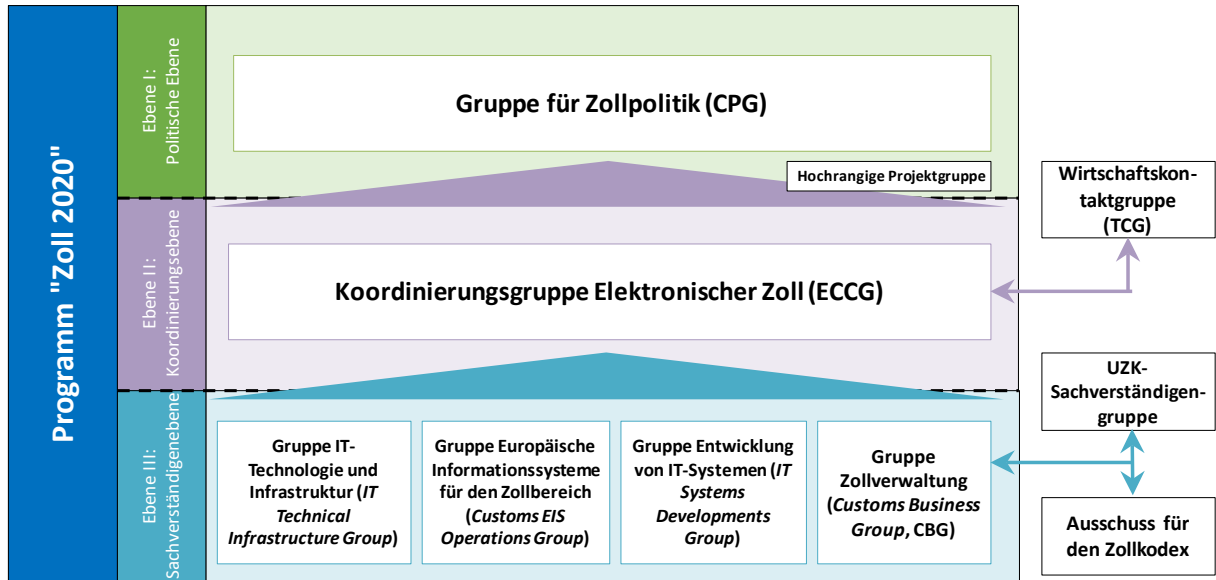 Programm "Zoll 2020"
Ebene I:
Politische Ebene
Gruppe für Zollpolitik (CPG)
Hochrangige Projektgruppe
Ebene II:
Koordinierungsebene
Koordinierungsgruppe Elektronischer Zoll (ECCG)
Wirtschaftskon-
taktgruppe
(TCG)
Ebene III:
Sachverständigenebene
Gruppe IT-
Technologie und
Infrastruktur (IT
Technical
Infrastructure Group)
Gruppe Europäische
Informationssysteme
für den Zollbereich
(Customs EIS
Operations Group)
Gruppe Entwicklung
von IT-Systemen (IT
Systems
Developments
Group)
Gruppe
Zollverwaltung
(Customs Business
Group, CBG)
UZK-
Sachverständigen-
gruppe
Ausschuss für
den Zollkodex